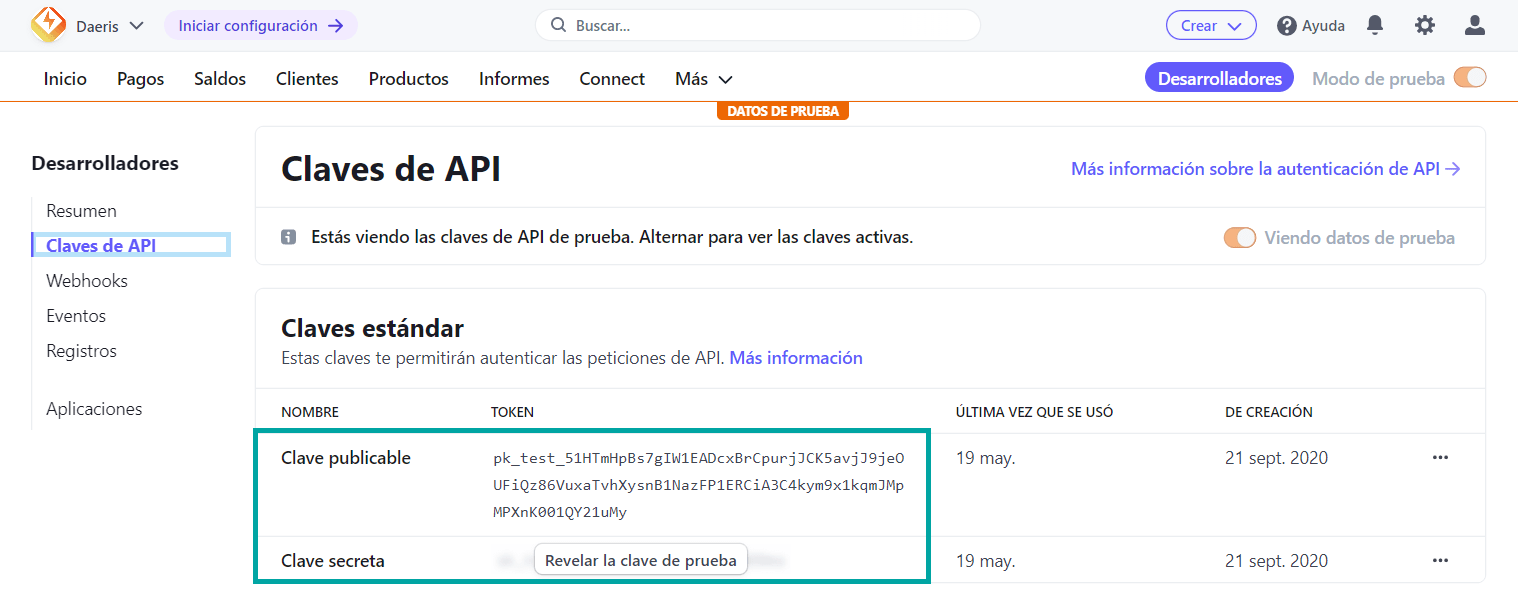 Daeris
Iniciar configuración →
Buscar...
Crear
Ayuda
Inicio
Pagos
Saldos
Clientes
Productos
Informes
Connect
Más
Desarrolladores
Modo de prueba
DATOS DE PRUEBA
Desarrolladores
Resumen
Claves de API
Webhooks
Eventos
Registros
Aplicaciones
Claves de API
Más información sobre la autenticación de API →
Estás viendo las claves de API de prueba. Alternar para ver las claves activas.
Viendo datos de prueba
Claves estándar
Estas claves te permitirán autenticar las peticiones de API. Más información
NOMBRE TOKEN ÚLTIMA VEZ QUE SE USÓ DE CREACIÓN
Clave publicable pk_test_51HTmHpBs7gIW1EADcxBrCpurjJCK5avjJ9jeO 19 may. 21 sept. 2020 •••
UFiQz86VuxaTvhXysnB1NazFP1ERCiA3C4kym9x1kqmJMp
MPXnK001QY21uMy
Clave secreta Revelar la clave de prueba 19 may. 21 sept. 2020 •••